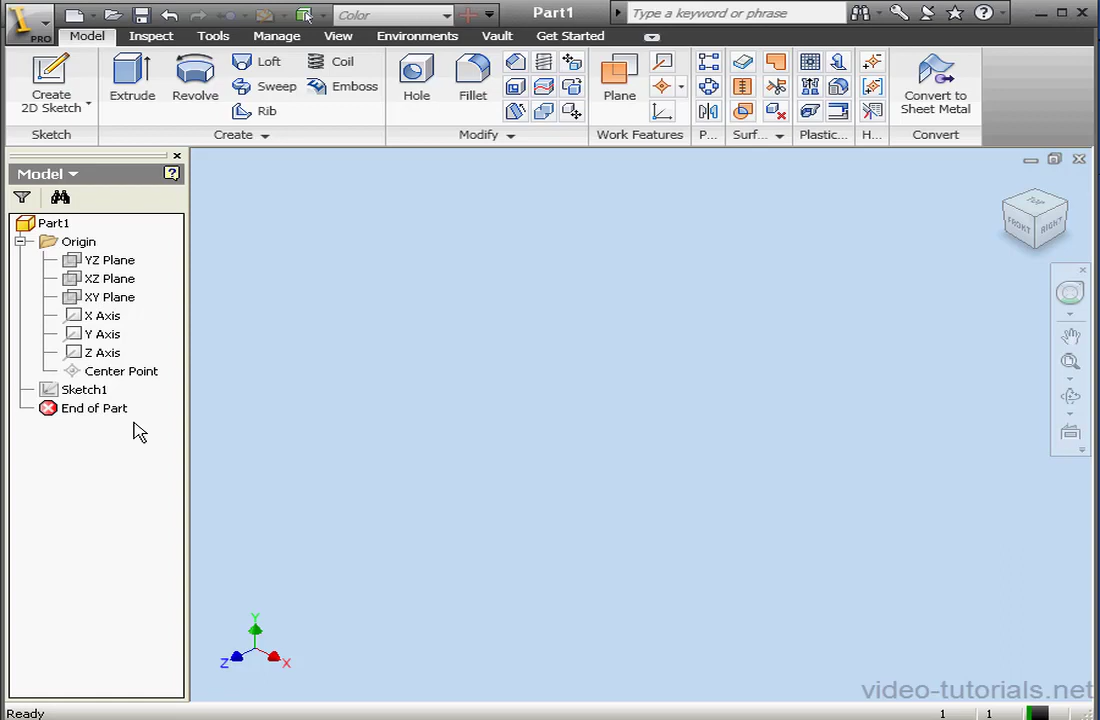 PRO
Color
Part1
Type a keyword or phrase
Model Inspect Tools Manage View Environments Vault Get Started
Create
2D Sketch
Extrude
Revolve
Loft
Sweep
Rib
Coil
Emboss
Hole
Fillet
Plane
Convert to
Sheet Metal
Sketch Create Modify Work Features P... Surf... Plastic... H... Convert
Model
Part1
Origin
YZ Plane
XZ Plane
XY Plane
X Axis
Y Axis
Z Axis
Center Point
Sketch1
End of Part
TOP
FRONT
RIGHT
Y
Z
X
video-tutorials.net
Ready
1 1